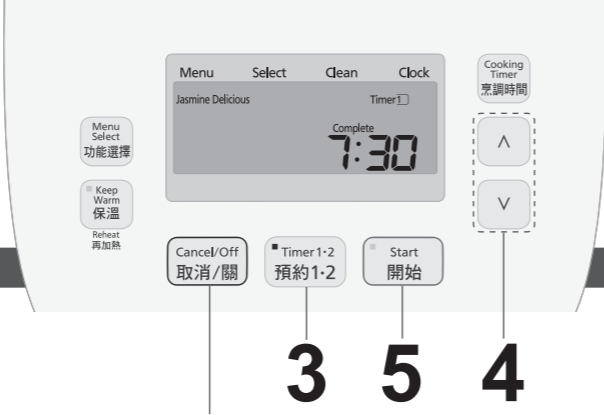 Menu Select Clean Clock
Jasmine Delicious Timer1
Complete
7:30
Cooking
Timer
烹調時間
Menu
Select
功能選擇
Keep
Warm
保溫
Reheat
再加熱
∧
∨
Cancel/Off
取消/關
Timer1･2
預約1･2
Start
開始
3 5 4